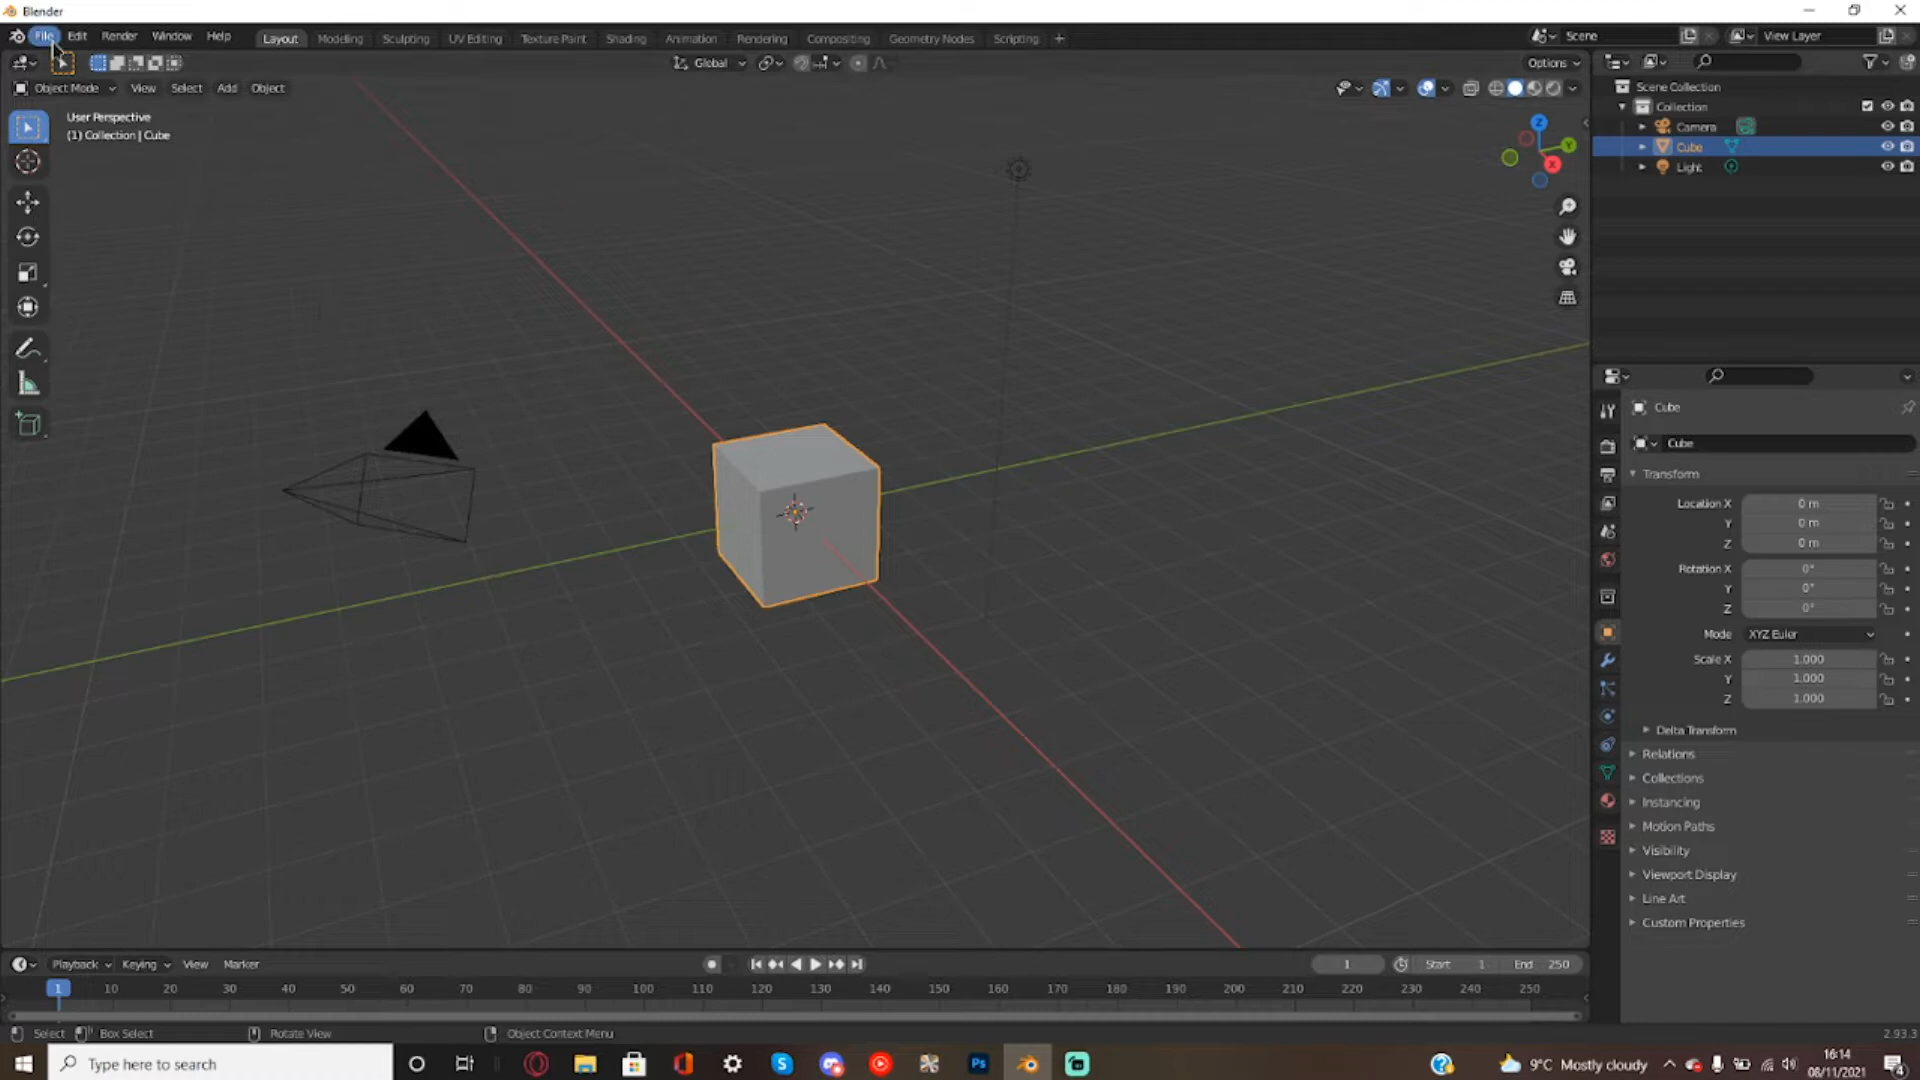 Blender
File Edit Render Window Help Layout Modeling Sculpting UV Editing Texture Paint Shading Animation Rendering Compositing Geometry Nodes Scripting + Scene View Layer
Global Options
Object Mode View Select Add Object
User Perspective
(1) Collection | Cube
Z
Y
X
Scene Collection
Collection
Camera
Cube
Light
Cube
Cube
Transform
Location X 0 m
Y 0 m
Z 0 m
Rotation X 0°
Y 0°
Z 0°
Mode XYZ Euler
Scale X 1.000
Y 1.000
Z 1.000
Delta Transform
Relations
Collections
Instancing
Motion Paths
Visibility
Viewport Display
Line Art
Custom Properties
Playback Keying View Marker 1 Start 1 End 250
1 10 20 30 40 50 60 70 80 90 100 110 120 130 140 150 160 170 180 190 200 210 220 230 240 250
Select Box Select Rotate View Object Context Menu 2.93.3
Type here to search Ps 9°C Mostly cloudy 16:14
08/11/2021 4